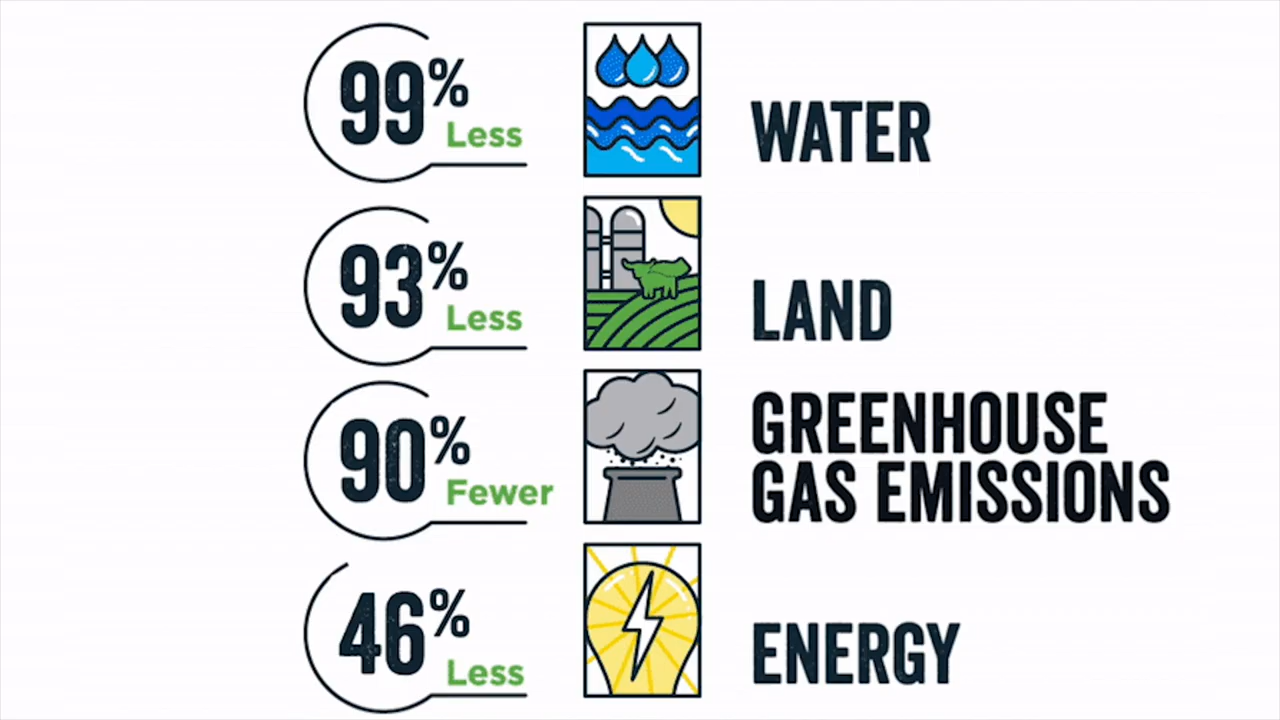 99%
Less
WATER
93%
Less
LAND
90%
Fewer
GREENHOUSE
GAS EMISSIONS
46%
Less
ENERGY